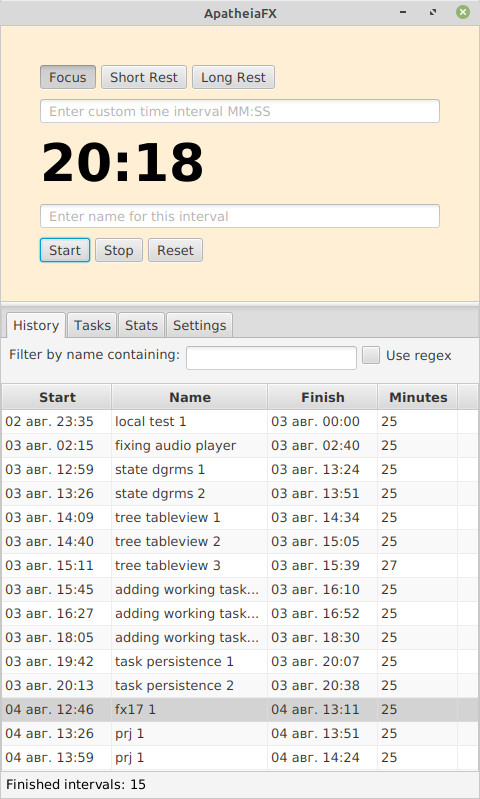 ApatheiaFX
Focus Short Rest Long Rest
Enter custom time interval MM:SS
20:18
Enter name for this interval
Start Stop Reset
History Tasks Stats Settings
Filter by name containing: Use regex
Start Name Finish Minutes
02 авг. 23:35 local test 1 03 авг. 00:00 25
03 авг. 02:15 fixing audio player 03 авг. 02:40 25
03 авг. 12:59 state dgrms 1 03 авг. 13:24 25
03 авг. 13:26 state dgrms 2 03 авг. 13:51 25
03 авг. 14:09 tree tableview 1 03 авг. 14:34 25
03 авг. 14:40 tree tableview 2 03 авг. 15:05 25
03 авг. 15:11 tree tableview 3 03 авг. 15:39 27
03 авг. 15:45 adding working task... 03 авг. 16:10 25
03 авг. 16:27 adding working task... 03 авг. 16:52 25
03 авг. 18:05 adding working task... 03 авг. 18:30 25
03 авг. 19:42 task persistence 1 03 авг. 20:07 25
03 авг. 20:13 task persistence 2 03 авг. 20:38 25
04 авг. 12:46 fx17 1 04 авг. 13:11 25
04 авг. 13:26 prj 1 04 авг. 13:51 25
04 авг. 13:59 prj 1 04 авг. 14:24 25
Finished intervals: 15